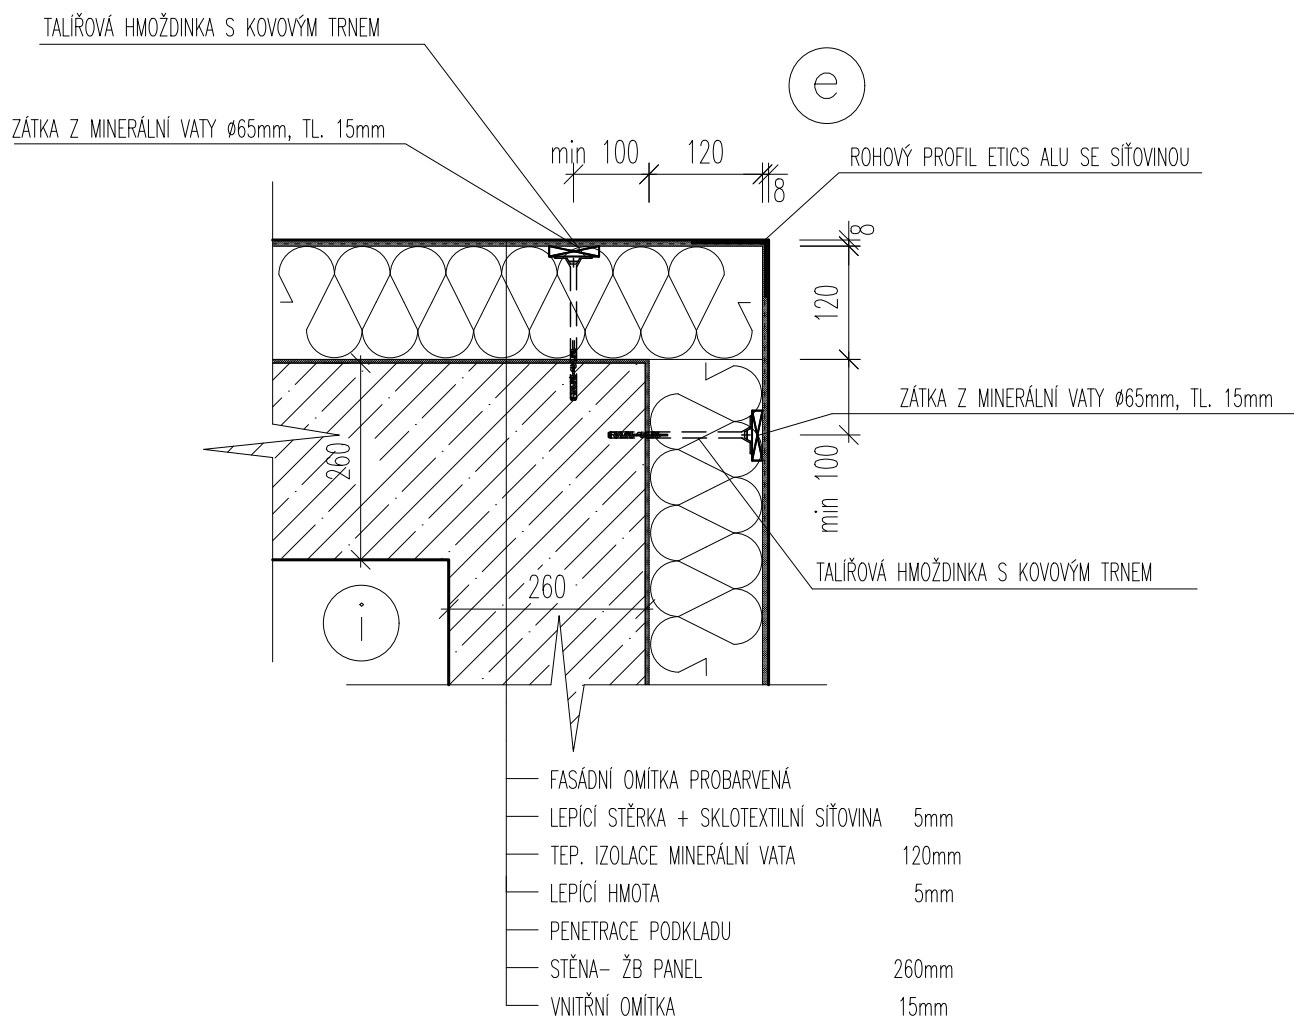 TALÍŘOVÁ HMOŽDINKA S KOVOVÝM TRNEM
e
ZÁTKA Z MINERÁLNÍ VATY ø65mm, TL. 15mm
min 100
120
8
ROHOVÝ PROFIL ETICS ALU SE SÍŤOVINOU
8
120
ZÁTKA Z MINERÁLNÍ VATY ø65mm, TL. 15mm
260
min 100
TALÍŘOVÁ HMOŽDINKA S KOVOVÝM TRNEM
260
i
FASÁDNÍ OMÍTKA PROBARVENÁ
LEPÍCÍ STĚRKA + SKLOTEXTILNÍ SÍŤOVINA 5mm
TEP. IZOLACE MINERÁLNÍ VATA 120mm
LEPÍCÍ HMOTA 5mm
PENETRACE PODKLADU
STĚNA- ŽB PANEL 260mm
VNITŘNÍ OMÍTKA 15mm